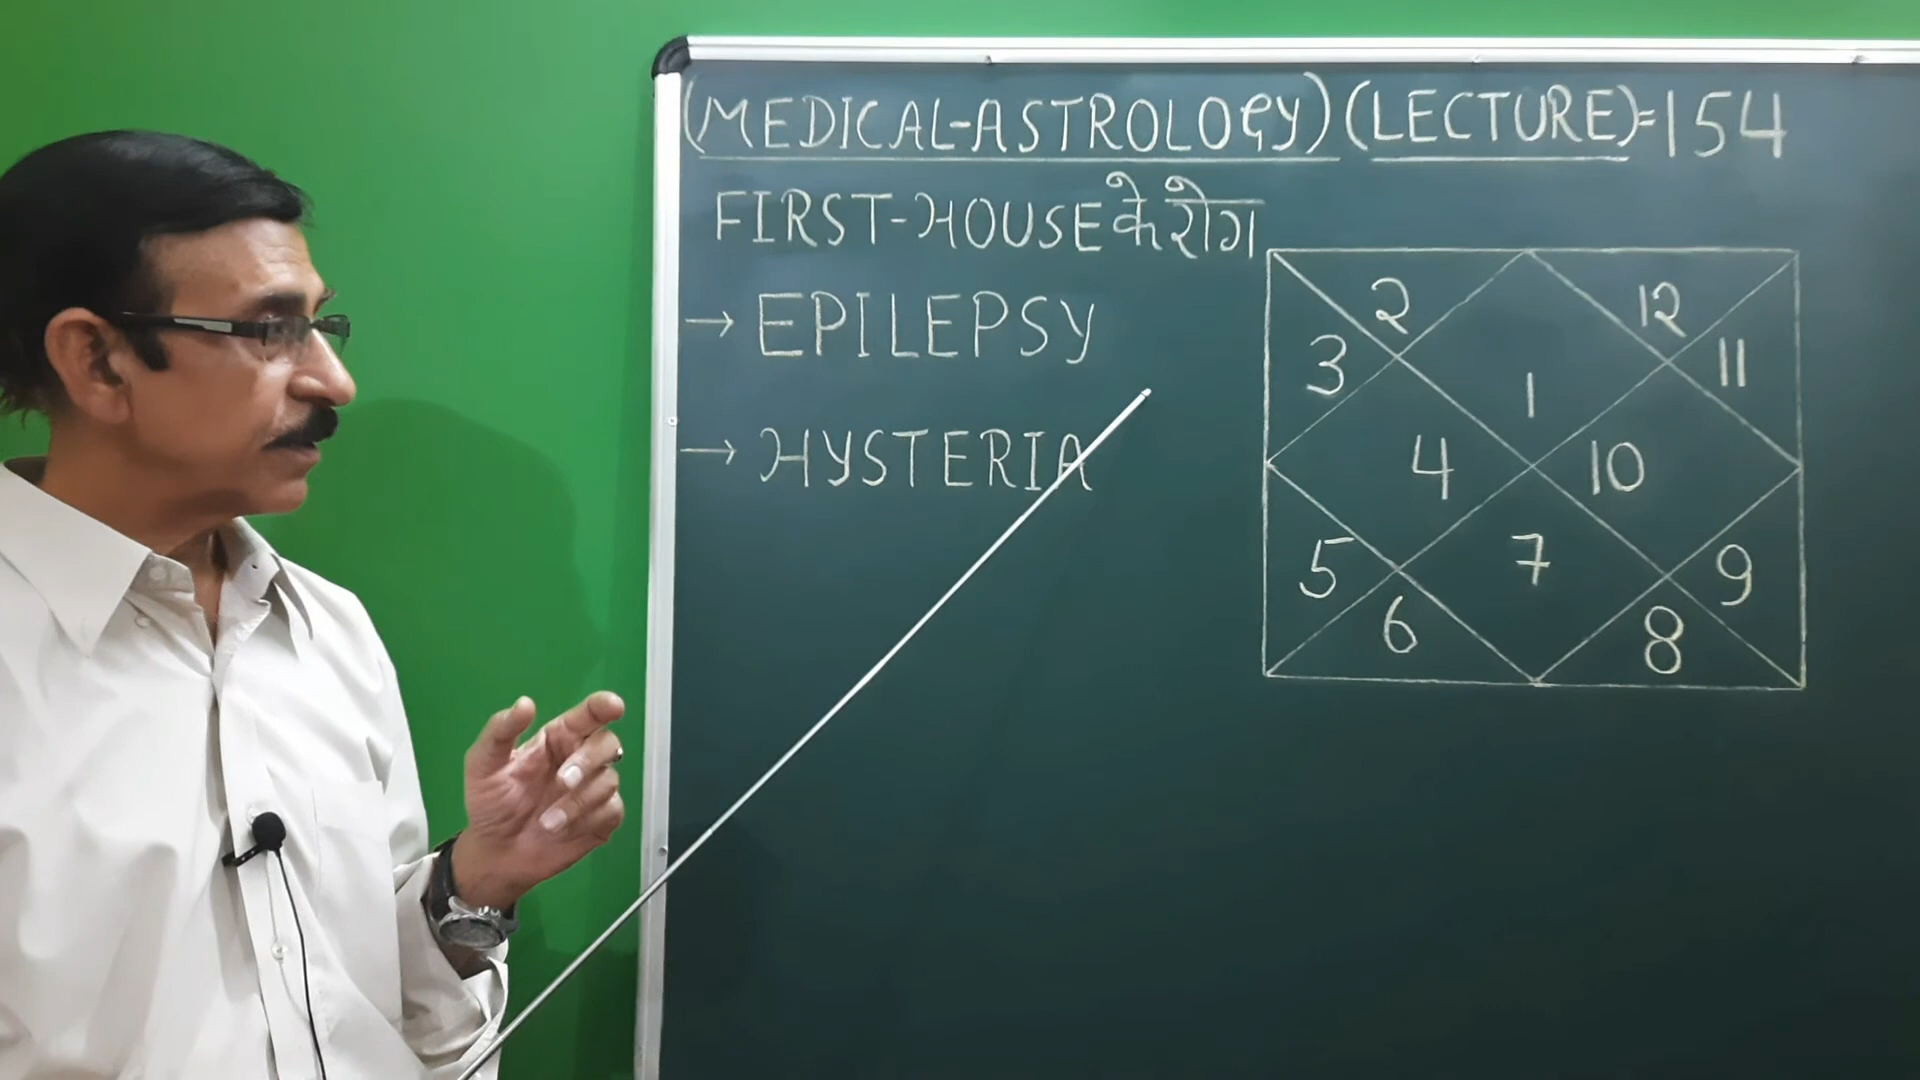 (MEDICAL-ASTROLOGY) (LECTURE)=154
FIRST-HOUSE के रोग
→ EPILEPSY
→ HYSTERIA
2 12
3 1 11
4 10
5 7 9
6 8